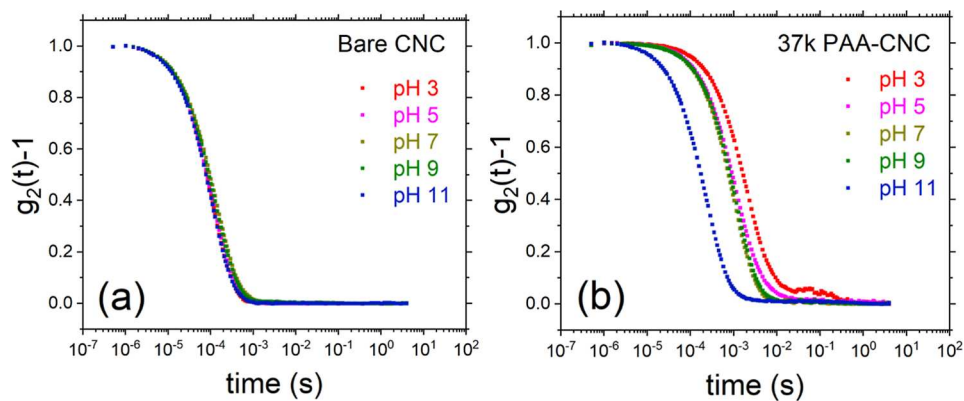 Bare CNC
pH 3
pH 5
pH 7
pH 9
pH 11
g₂(t)-1
1.0
0.8
0.6
0.4
0.2
0.0
(a)
10⁻⁷ 10⁻⁶ 10⁻⁵ 10⁻⁴ 10⁻³ 10⁻² 10⁻¹ 10⁰ 10¹ 10²
time (s)
37k PAA-CNC
pH 3
pH 5
pH 7
pH 9
pH 11
g₂(t)-1
1.0
0.8
0.6
0.4
0.2
0.0
(b)
10⁻⁷ 10⁻⁶ 10⁻⁵ 10⁻⁴ 10⁻³ 10⁻² 10⁻¹ 10⁰ 10¹ 10²
time (s)